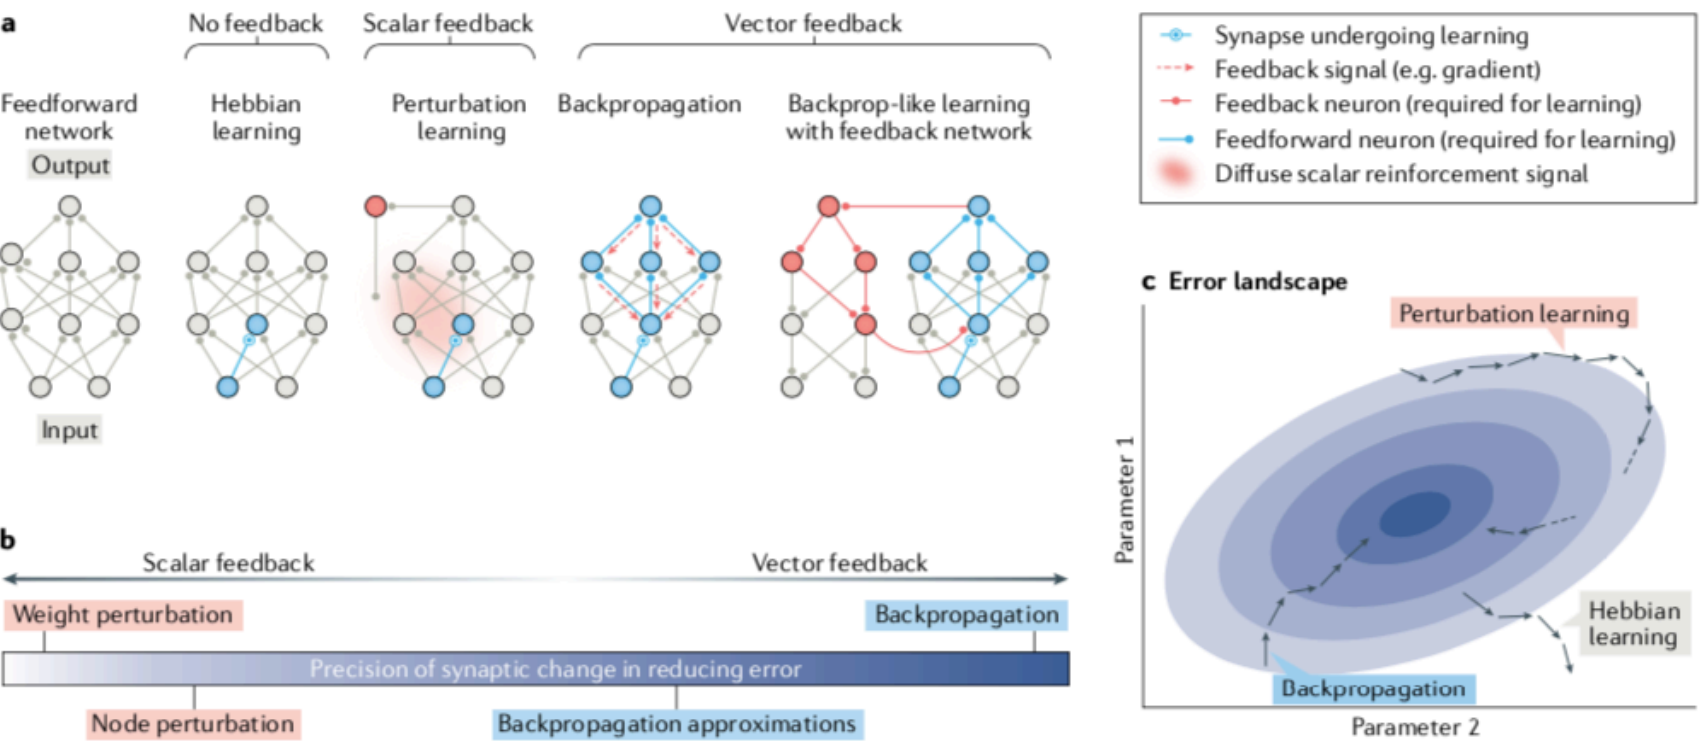 a
No feedback
Scalar feedback
Vector feedback
Feedforward
network
Hebbian
learning
Perturbation
learning
Backpropagation
Backprop-like learning
with feedback network
Output
Input
Synapse undergoing learning
Feedback signal (e.g. gradient)
Feedback neuron (required for learning)
Feedforward neuron (required for learning)
Diffuse scalar reinforcement signal
b
Scalar feedback
Vector feedback
Weight perturbation
Backpropagation
Precision of synaptic change in reducing error
Node perturbation
Backpropagation approximations
c Error landscape
Perturbation learning
Parameter 1
Hebbian
learning
Backpropagation
Parameter 2